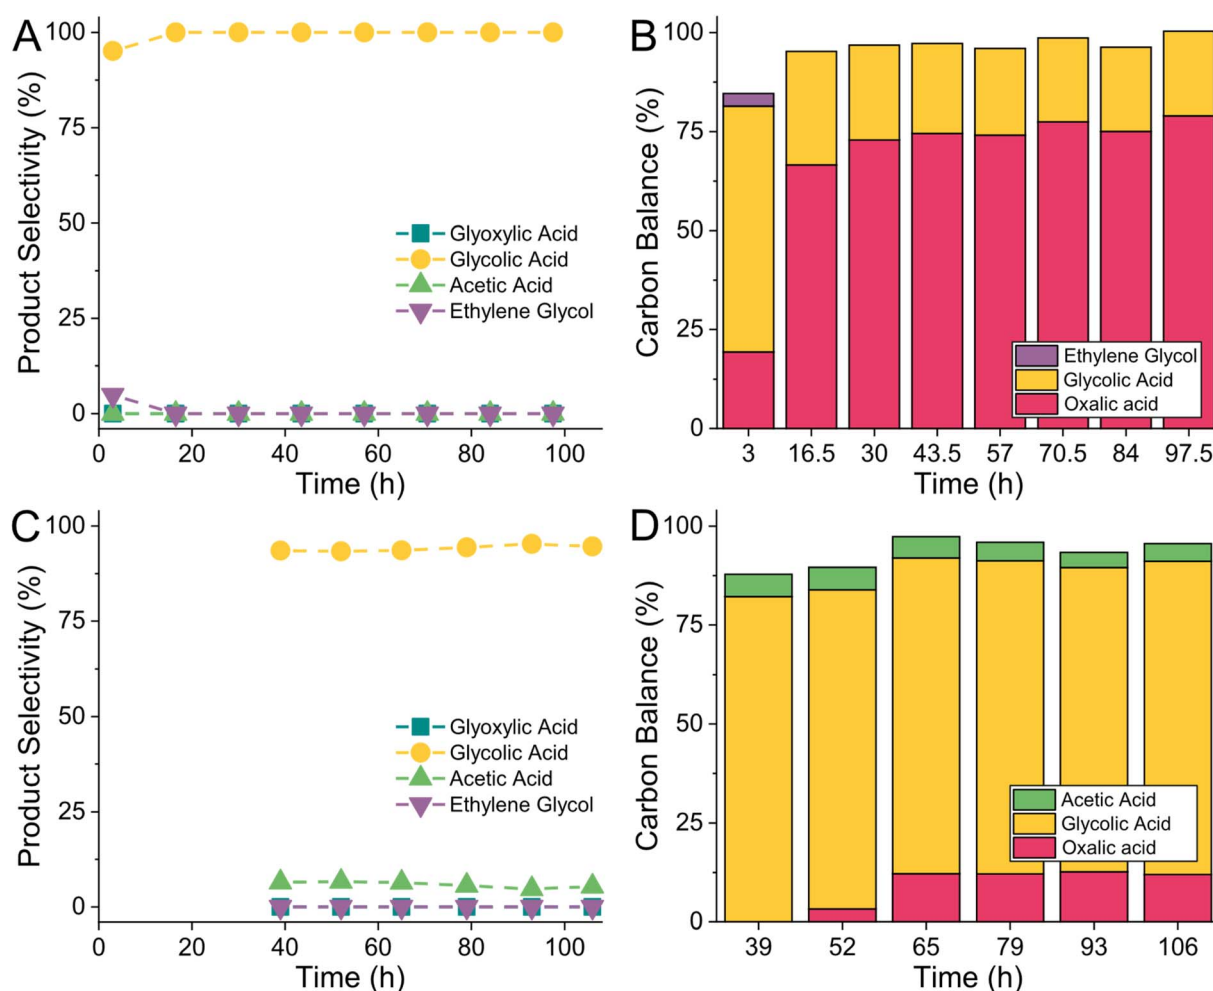 A
Product Selectivity (%)
100
75
50
25
0
Glyoxylic Acid
Glycolic Acid
Acetic Acid
Ethylene Glycol
0 20 40 60 80 100
Time (h)
B
Carbon Balance (%)
100
75
50
25
0
Ethylene Glycol
Glycolic Acid
Oxalic acid
3 16.5 30 43.5 57 70.5 84 97.5
Time (h)
C
Product Selectivity (%)
100
75
50
25
0
Glyoxylic Acid
Glycolic Acid
Acetic Acid
Ethylene Glycol
0 20 40 60 80 100
Time (h)
D
Carbon Balance (%)
100
75
50
25
0
Acetic Acid
Glycolic Acid
Oxalic acid
39 52 65 79 93 106
Time (h)